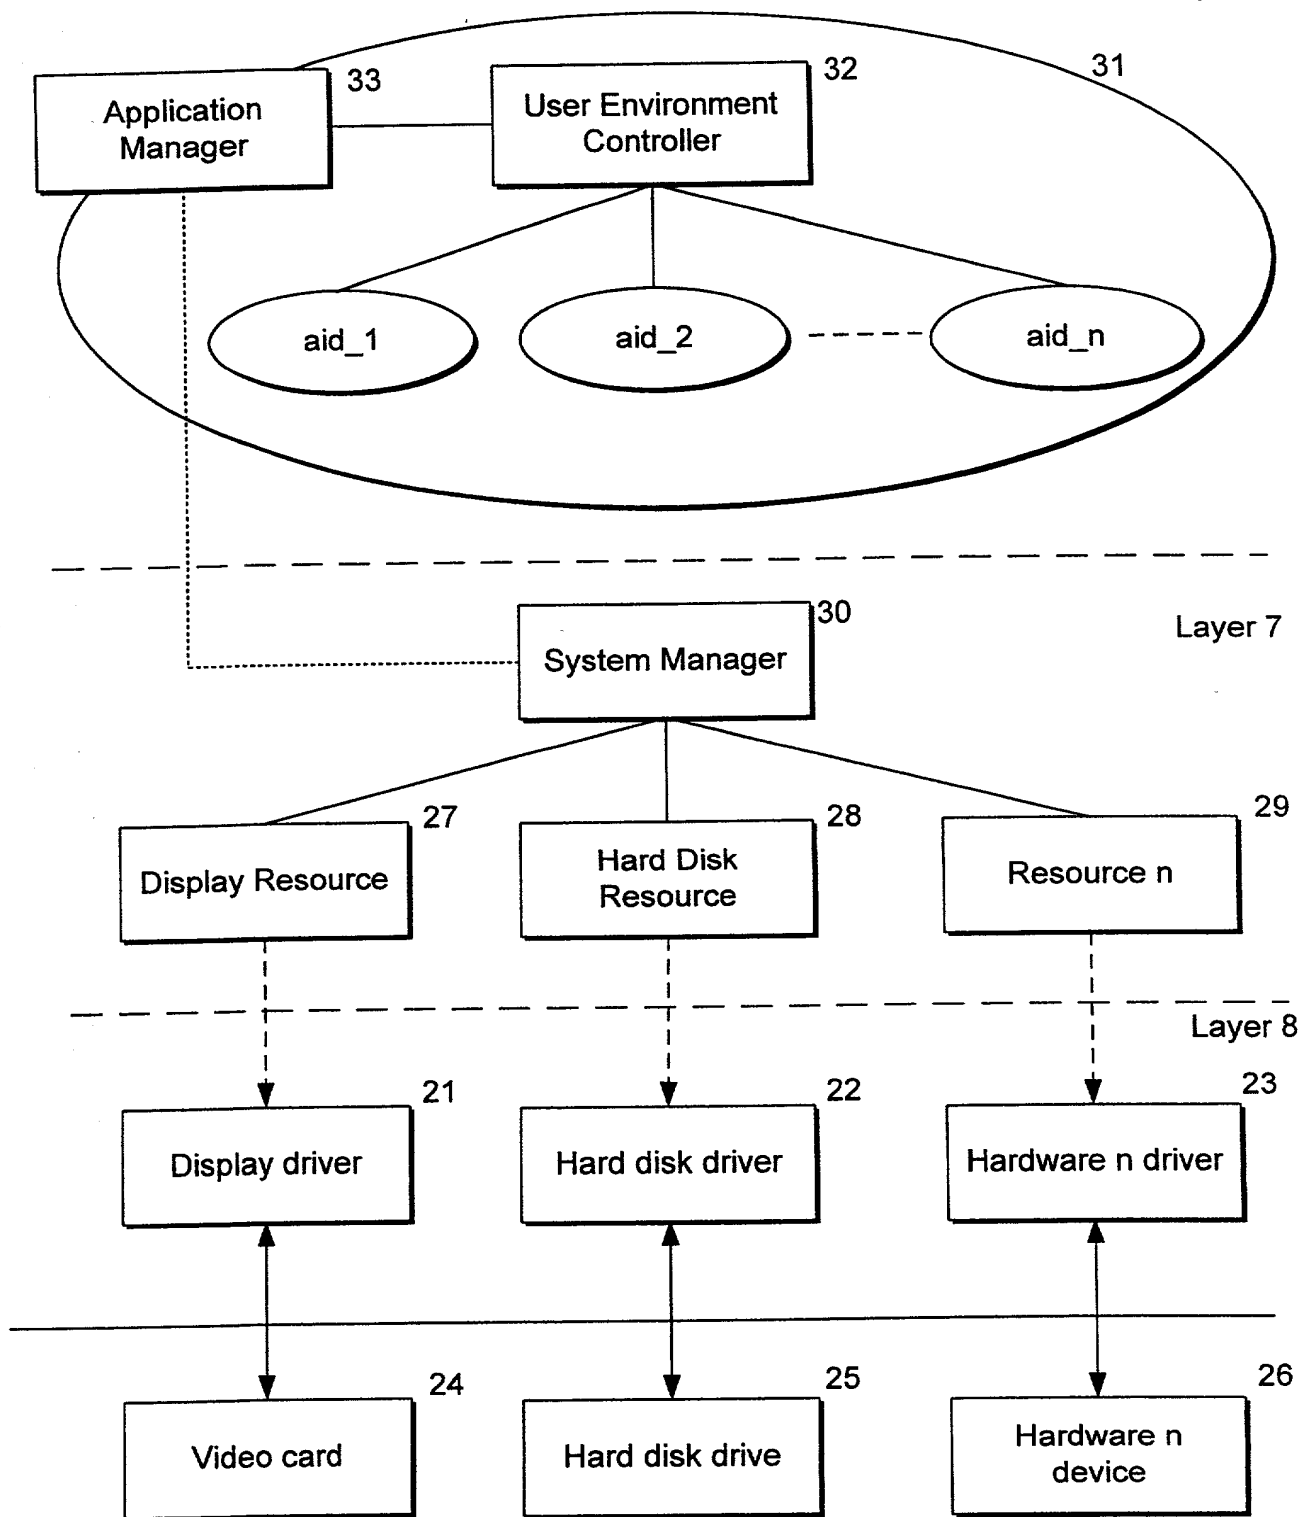 33
32
31
Application
Manager
User Environment
Controller
aid_1
aid_2
aid_n
30
Layer 7
System Manager
27
28
29
Display Resource
Hard Disk
Resource
Resource n
Layer 8
21
22
23
Display driver
Hard disk driver
Hardware n driver
24
25
26
Video card
Hard disk drive
Hardware n
device